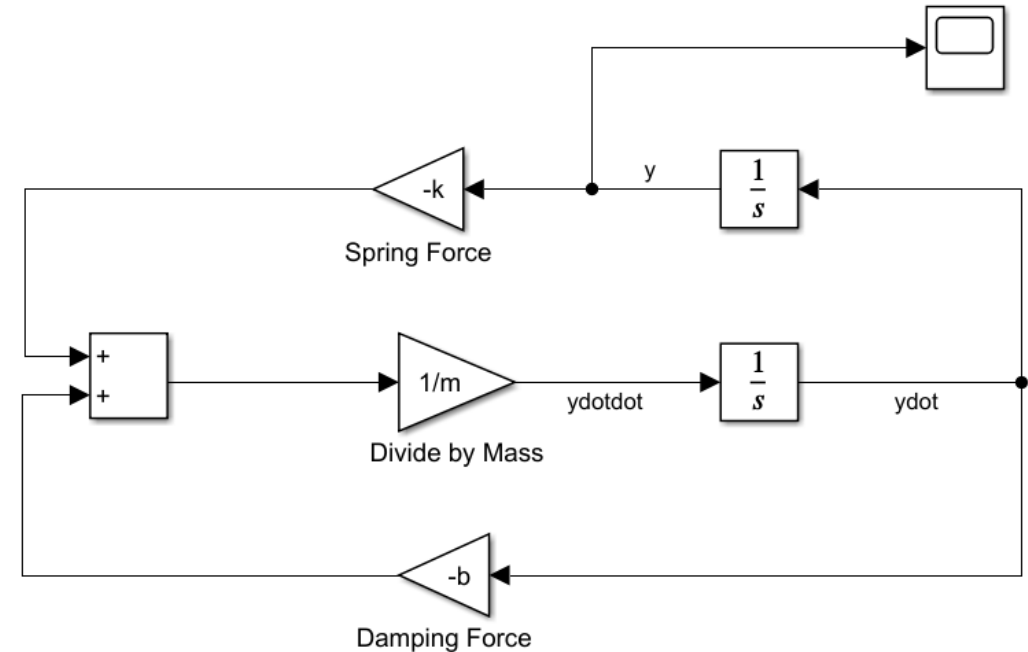 y
1
s
-k
Spring Force
+
+
1/m
Divide by Mass
ydotdot
1
s
ydot
-b
Damping Force